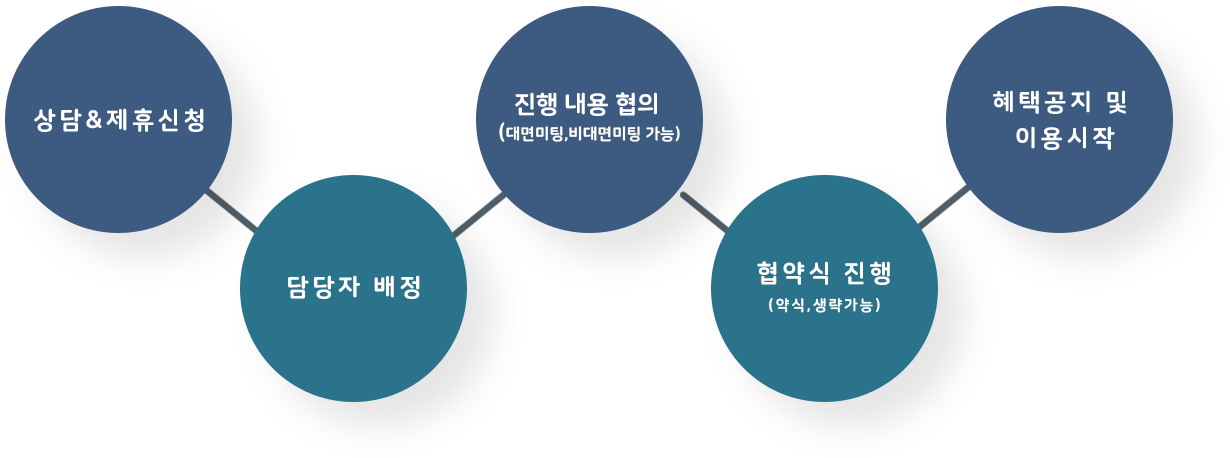 상담&제휴신청
담당자 배정
진행 내용 협의
(대면미팅,비대면미팅 가능)
협약식 진행
(약식,생략가능)
혜택공지 및
이용시작